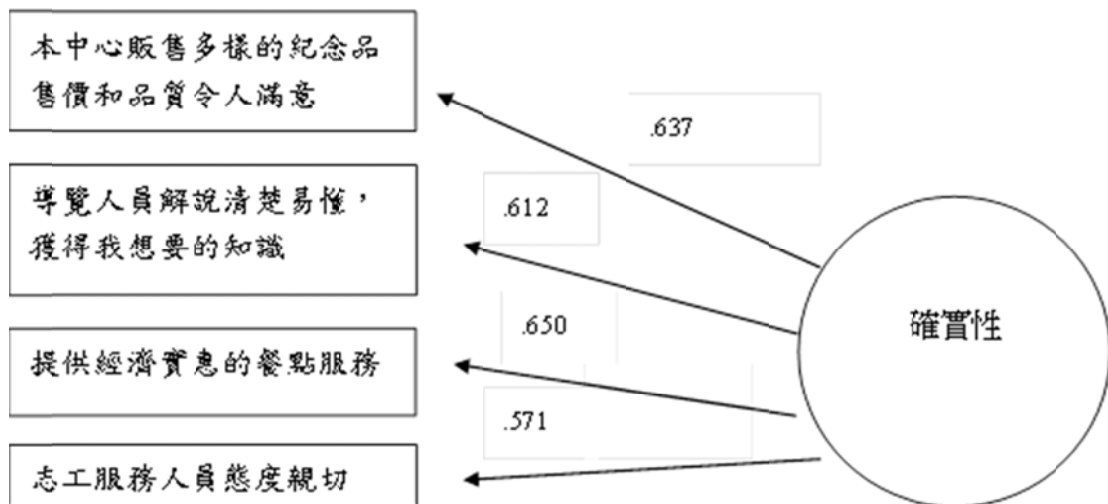 本中心販售多樣的紀念品
售價和品質令人滿意
.637
導覽人員解說清楚易懂，
獲得我想要的知識
.612
確實性
.650
提供經濟實惠的餐點服務
.571
志工服務人員態度親切